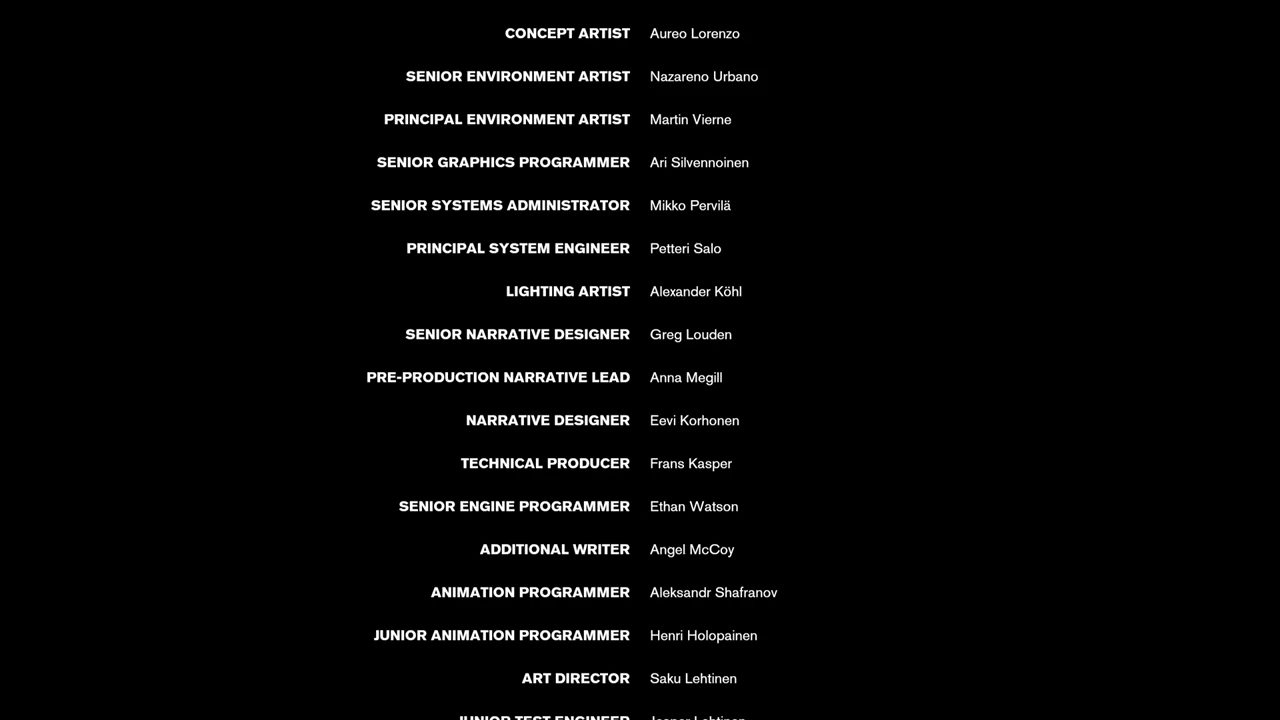 CONCEPT ARTIST Aureo Lorenzo
SENIOR ENVIRONMENT ARTIST Nazareno Urbano
PRINCIPAL ENVIRONMENT ARTIST Martin Vierne
SENIOR GRAPHICS PROGRAMMER Ari Silvennoinen
SENIOR SYSTEMS ADMINISTRATOR Mikko Pervilä
PRINCIPAL SYSTEM ENGINEER Petteri Salo
LIGHTING ARTIST Alexander Köhl
SENIOR NARRATIVE DESIGNER Greg Louden
PRE-PRODUCTION NARRATIVE LEAD Anna Megill
NARRATIVE DESIGNER Eevi Korhonen
TECHNICAL PRODUCER Frans Kasper
SENIOR ENGINE PROGRAMMER Ethan Watson
ADDITIONAL WRITER Angel McCoy
ANIMATION PROGRAMMER Aleksandr Shafranov
JUNIOR ANIMATION PROGRAMMER Henri Holopainen
ART DIRECTOR Saku Lehtinen
JUNIOR TEST ENGINEER